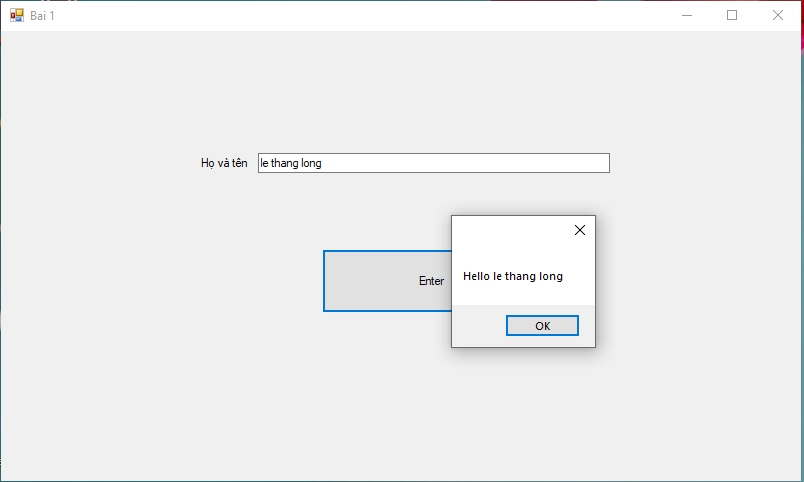 Bai 1
Họ và tên
le thang long
Enter
Hello le thang long
OK